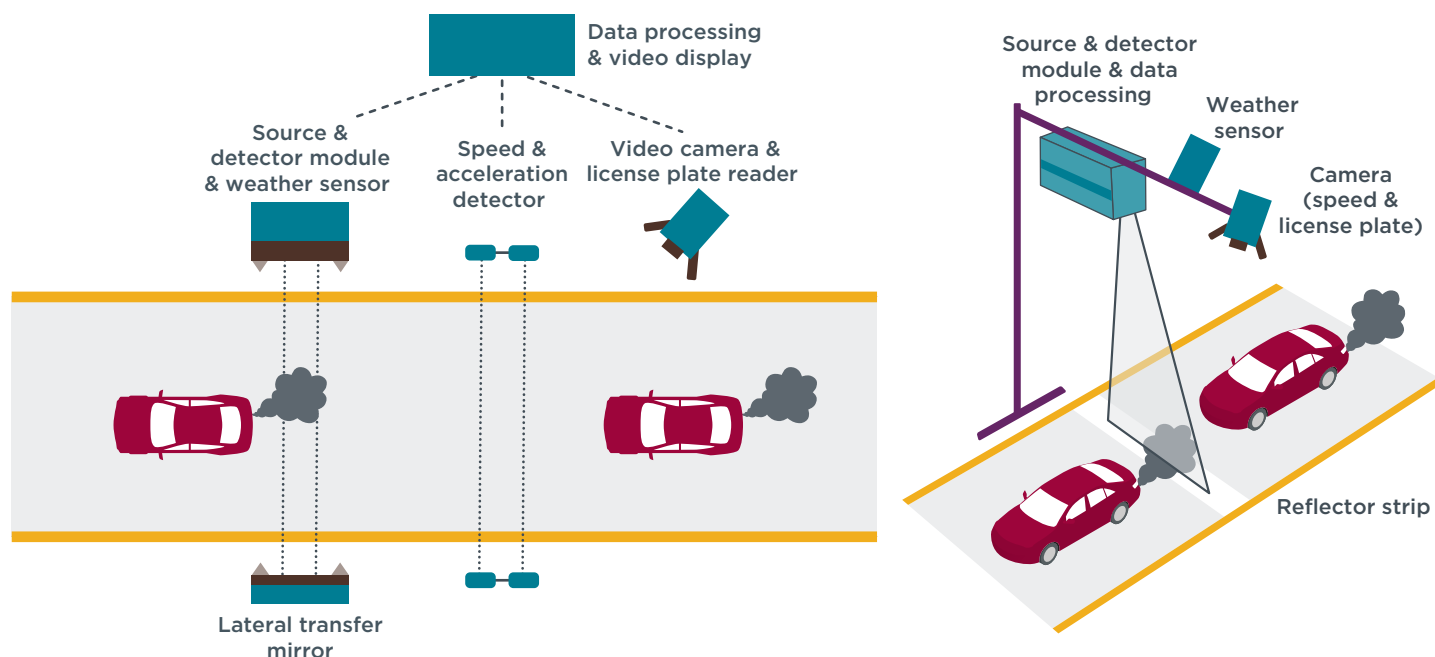 Data processing
& video display
Source &
detector module
& weather sensor
Speed &
acceleration
detector
Video camera &
license plate reader
Lateral transfer
mirror
Source & detector
module & data
processing
Weather
sensor
Camera
(speed &
license plate)
Reflector strip